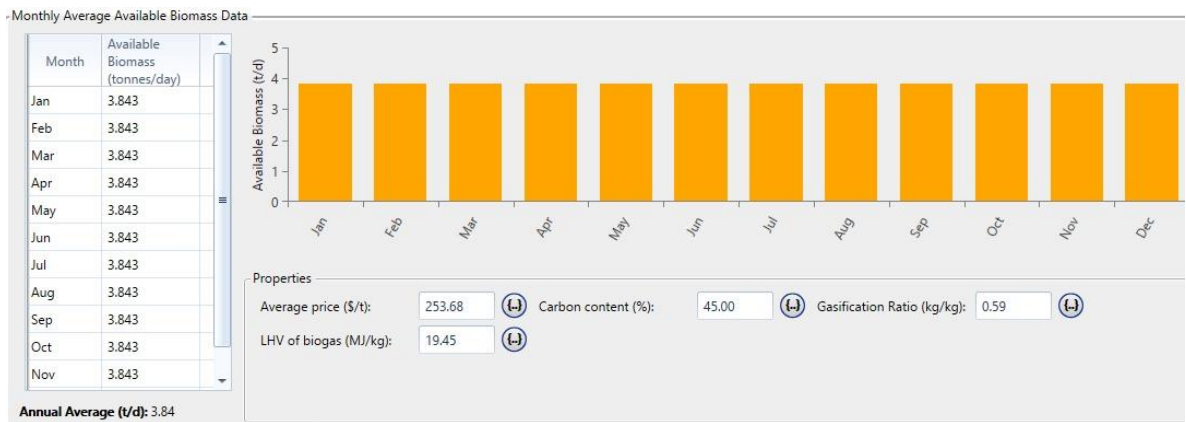 Monthly Average Available Biomass Data
Month
Available
Biomass
(tonnes/day)
Jan 3.843
Feb 3.843
Mar 3.843
Apr 3.843
May 3.843
Jun 3.843
Jul 3.843
Aug 3.843
Sep 3.843
Oct 3.843
Nov 3.843
Annual Average (t/d): 3.84
Available Biomass (t/d)
5
4
3
2
1
0
Jan Feb Mar Apr May Jun Jul Aug Sep Oct Nov Dec
Properties
Average price ($/t): 253.68 {..} Carbon content (%): 45.00 {..} Gasification Ratio (kg/kg): 0.59 {..}
LHV of biogas (MJ/kg): 19.45 {..}